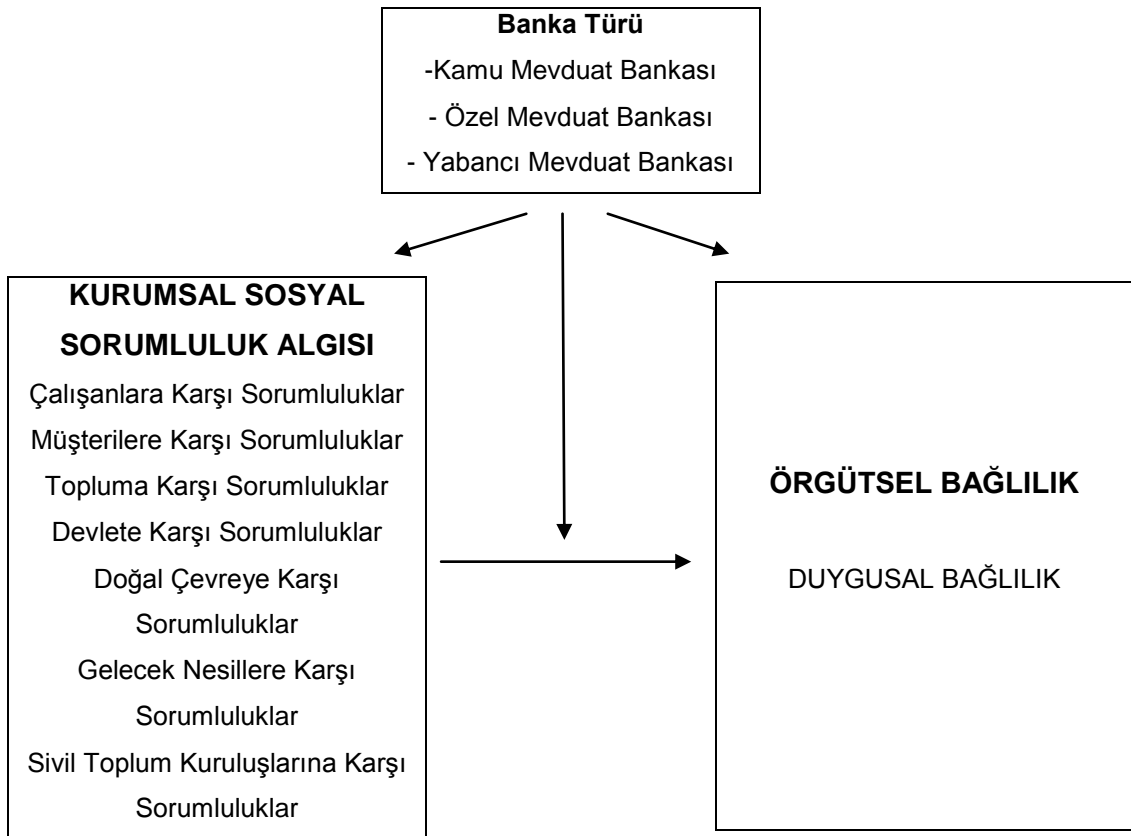 Banka Türü
-Kamu Mevduat Bankası
- Özel Mevduat Bankası
- Yabancı Mevduat Bankası
KURUMSAL SOSYAL
SORUMLULUK ALGISI
Çalışanlara Karşı Sorumluluklar
Müşterilere Karşı Sorumluluklar
Topluma Karşı Sorumluluklar
Devlete Karşı Sorumluluklar
Doğal Çevreye Karşı
Sorumluluklar
Gelecek Nesillere Karşı
Sorumluluklar
Sivil Toplum Kuruluşlarına Karşı
Sorumluluklar
ÖRGÜTSEL BAĞLILIK
DUYGUSAL BAĞLILIK